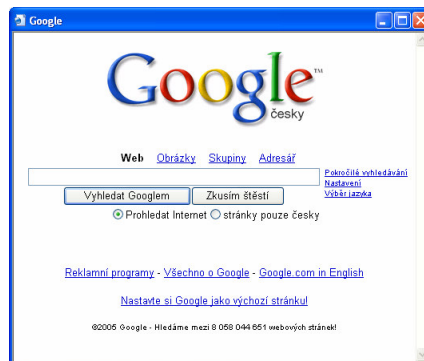 Google
Google™
česky
Web Obrázky Skupiny Adresář
Pokročilé vyhledávání
Nastavení
Výběr jazyka
Vyhledat Googlem Zkusím štěstí
Prohledat Internet stránky pouze česky
Reklamní programy - Všechno o Google - Google.com in English
Nastavte si Google jako výchozí stránku!
©2005 Google - Hledáme mezi 8 058 044 651 webových stránek!